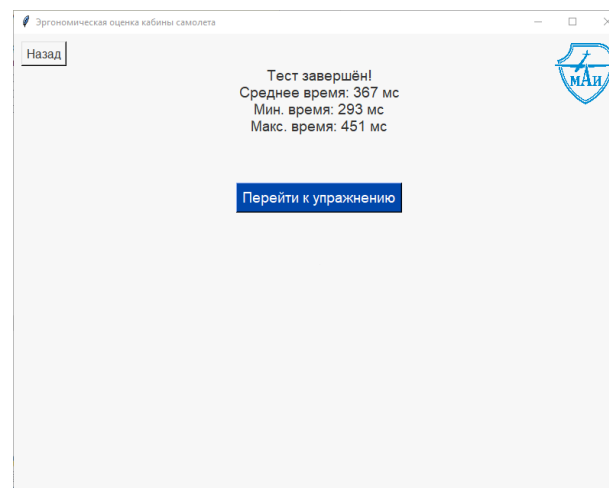 Эргономическая оценка кабины самолета
Назад
МАИ
Тест завершён!
Среднее время: 367 мс
Мин. время: 293 мс
Макс. время: 451 мс
Перейти к упражнению